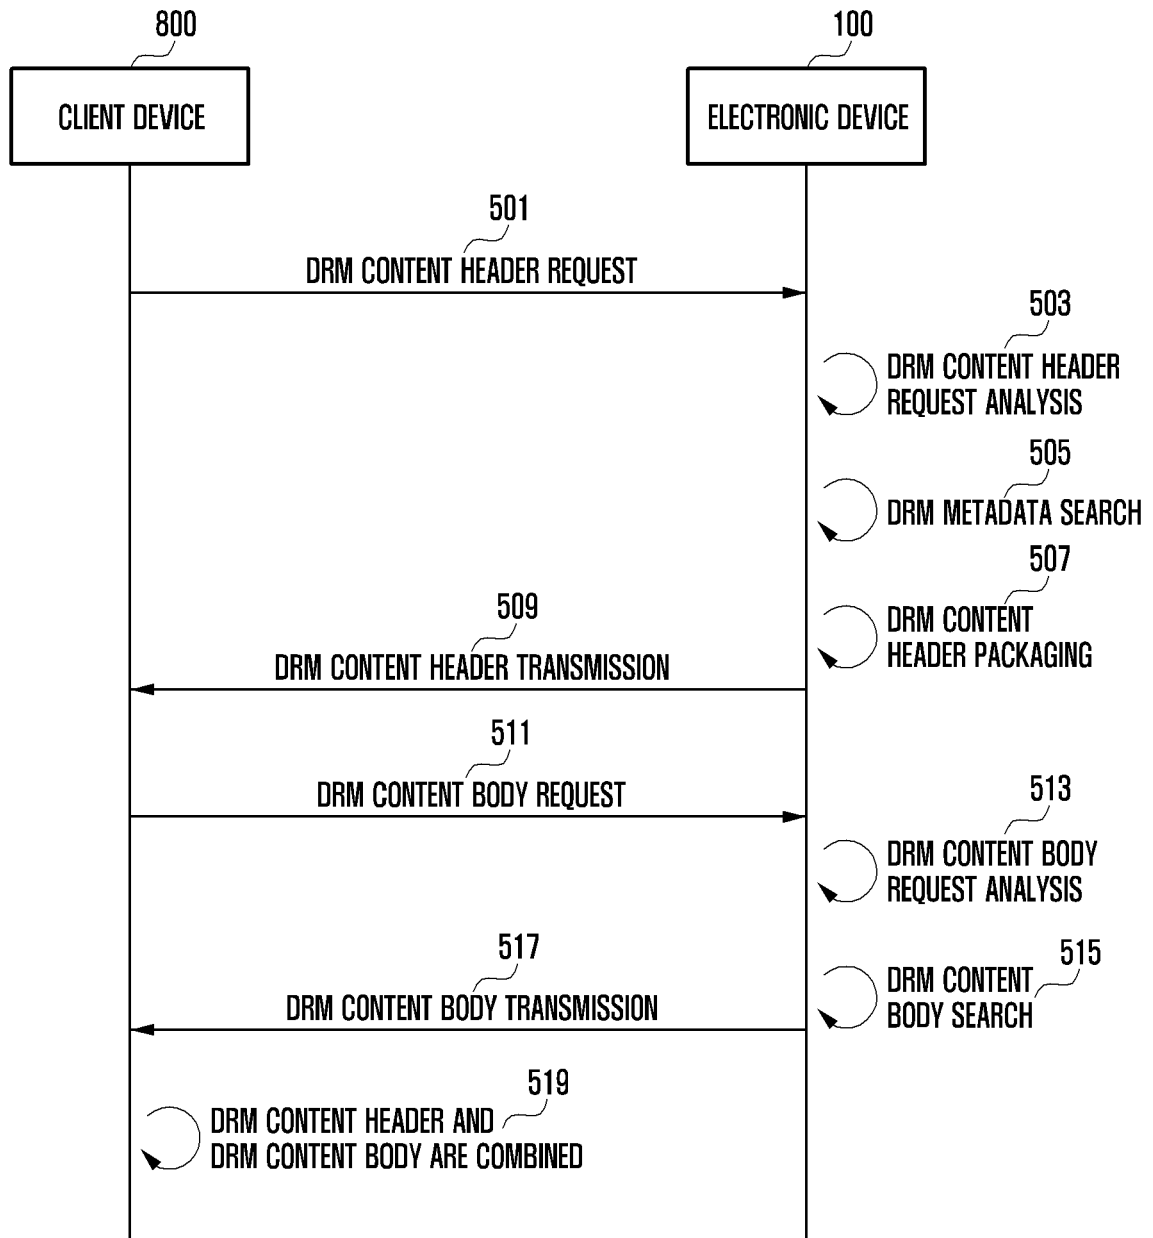 800
100
CLIENT DEVICE
ELECTRONIC DEVICE
501
DRM CONTENT HEADER REQUEST
503
DRM CONTENT HEADER
REQUEST ANALYSIS
505
DRM METADATA SEARCH
507
DRM CONTENT
HEADER PACKAGING
509
DRM CONTENT HEADER TRANSMISSION
511
DRM CONTENT BODY REQUEST
513
DRM CONTENT BODY
REQUEST ANALYSIS
515
DRM CONTENT
BODY SEARCH
517
DRM CONTENT BODY TRANSMISSION
519
DRM CONTENT HEADER AND
DRM CONTENT BODY ARE COMBINED